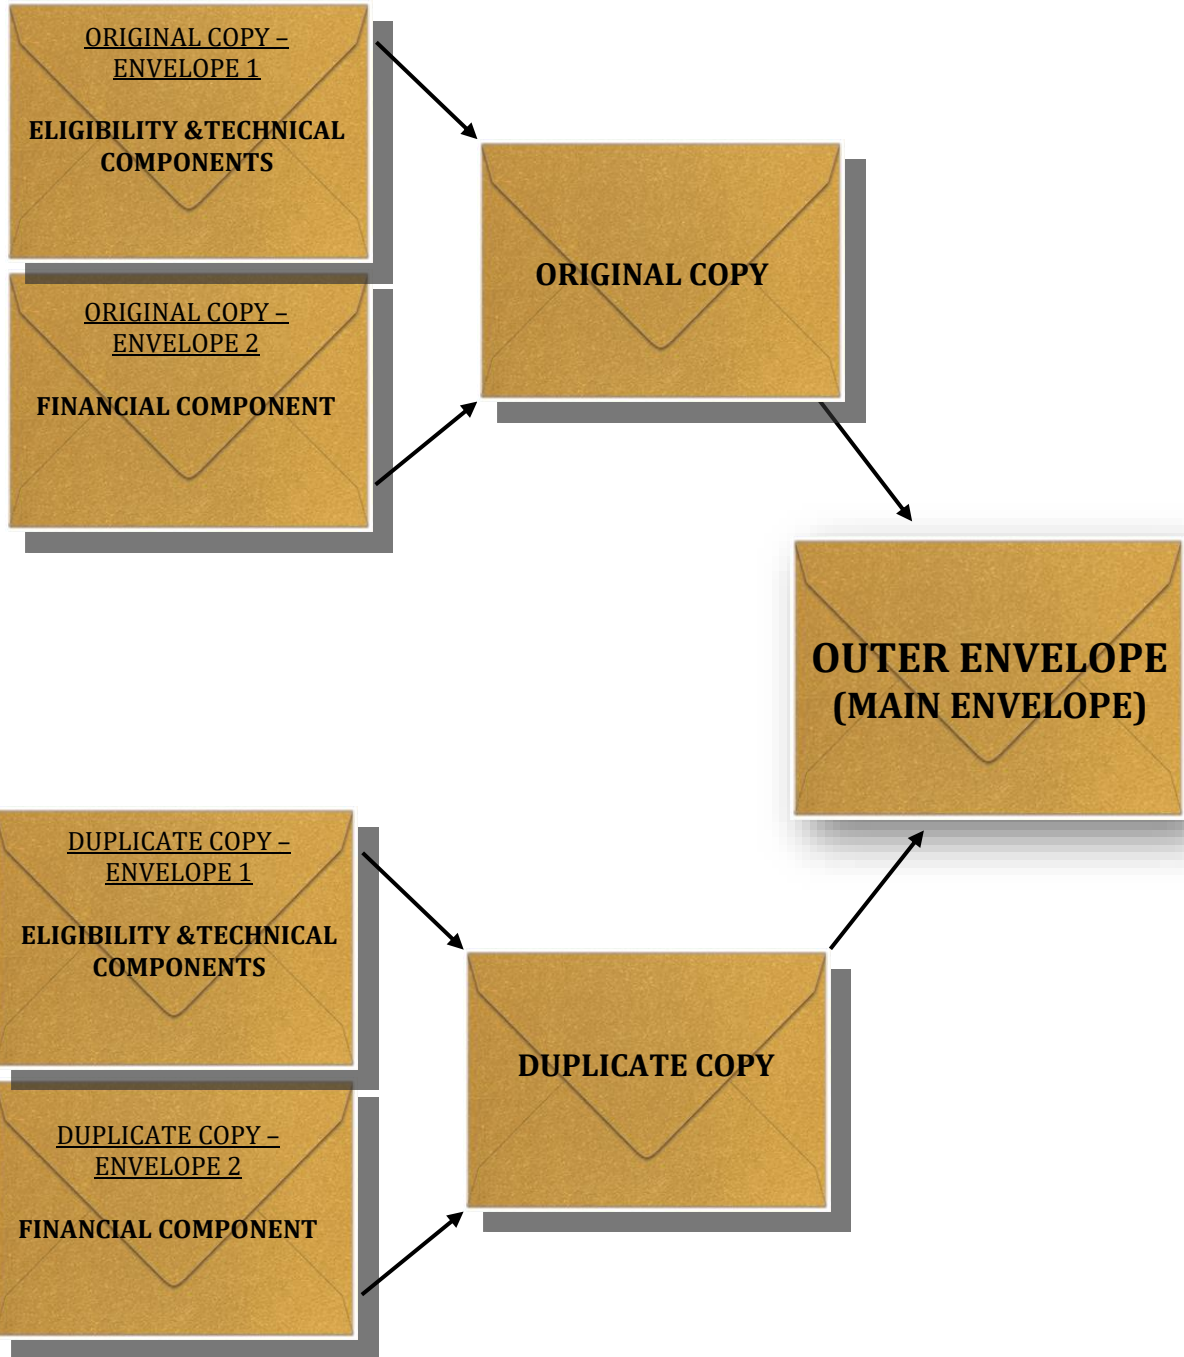 ORIGINAL COPY –
ENVELOPE 1
ELIGIBILITY &TECHNICAL
COMPONENTS
ORIGINAL COPY –
ENVELOPE 2
FINANCIAL COMPONENT
ORIGINAL COPY
OUTER ENVELOPE
(MAIN ENVELOPE)
DUPLICATE COPY –
ENVELOPE 1
ELIGIBILITY &TECHNICAL
COMPONENTS
DUPLICATE COPY –
ENVELOPE 2
FINANCIAL COMPONENT
DUPLICATE COPY